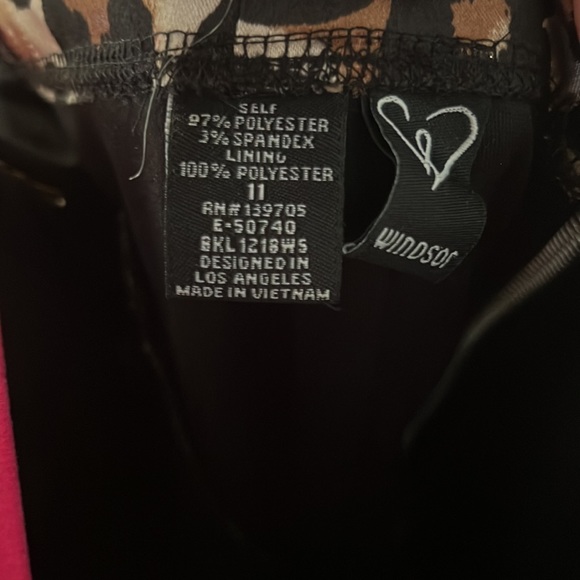 SELF
97% POLYESTER
3% SPANDEX
LINING
100% POLYESTER
11
RN#139705
E-50740
BKL1218WS
DESIGNED IN
LOS ANGELES
MADE IN VIETNAM
WINDSOR